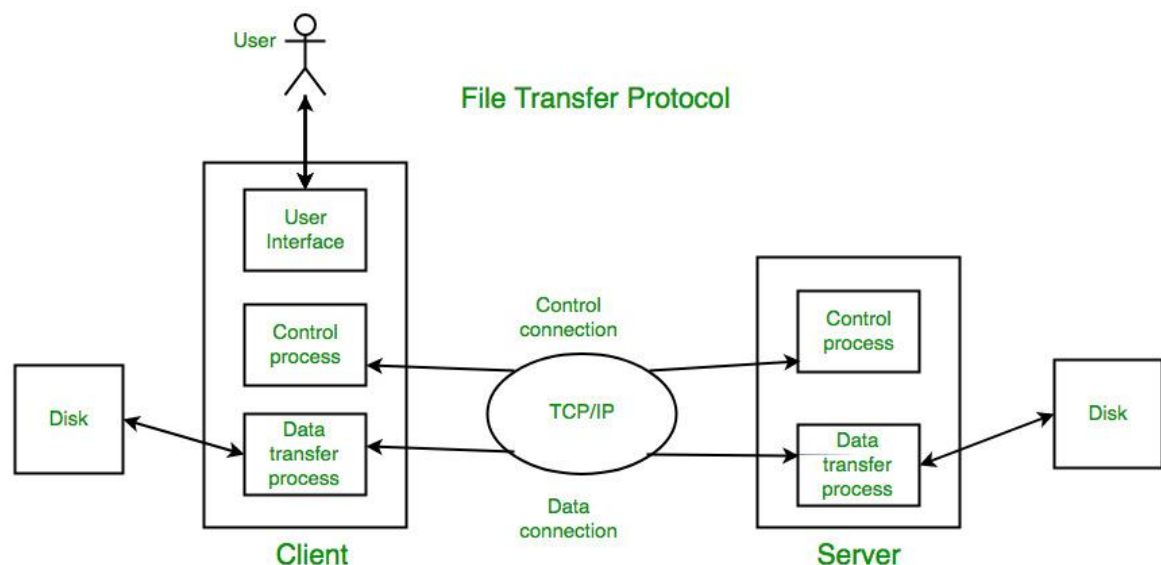 User
File Transfer Protocol
User
Interface
Control
process
Data
transfer
process
Client
Disk
Control
connection
TCP/IP
Data
connection
Control
process
Data
transfer
process
Server
Disk